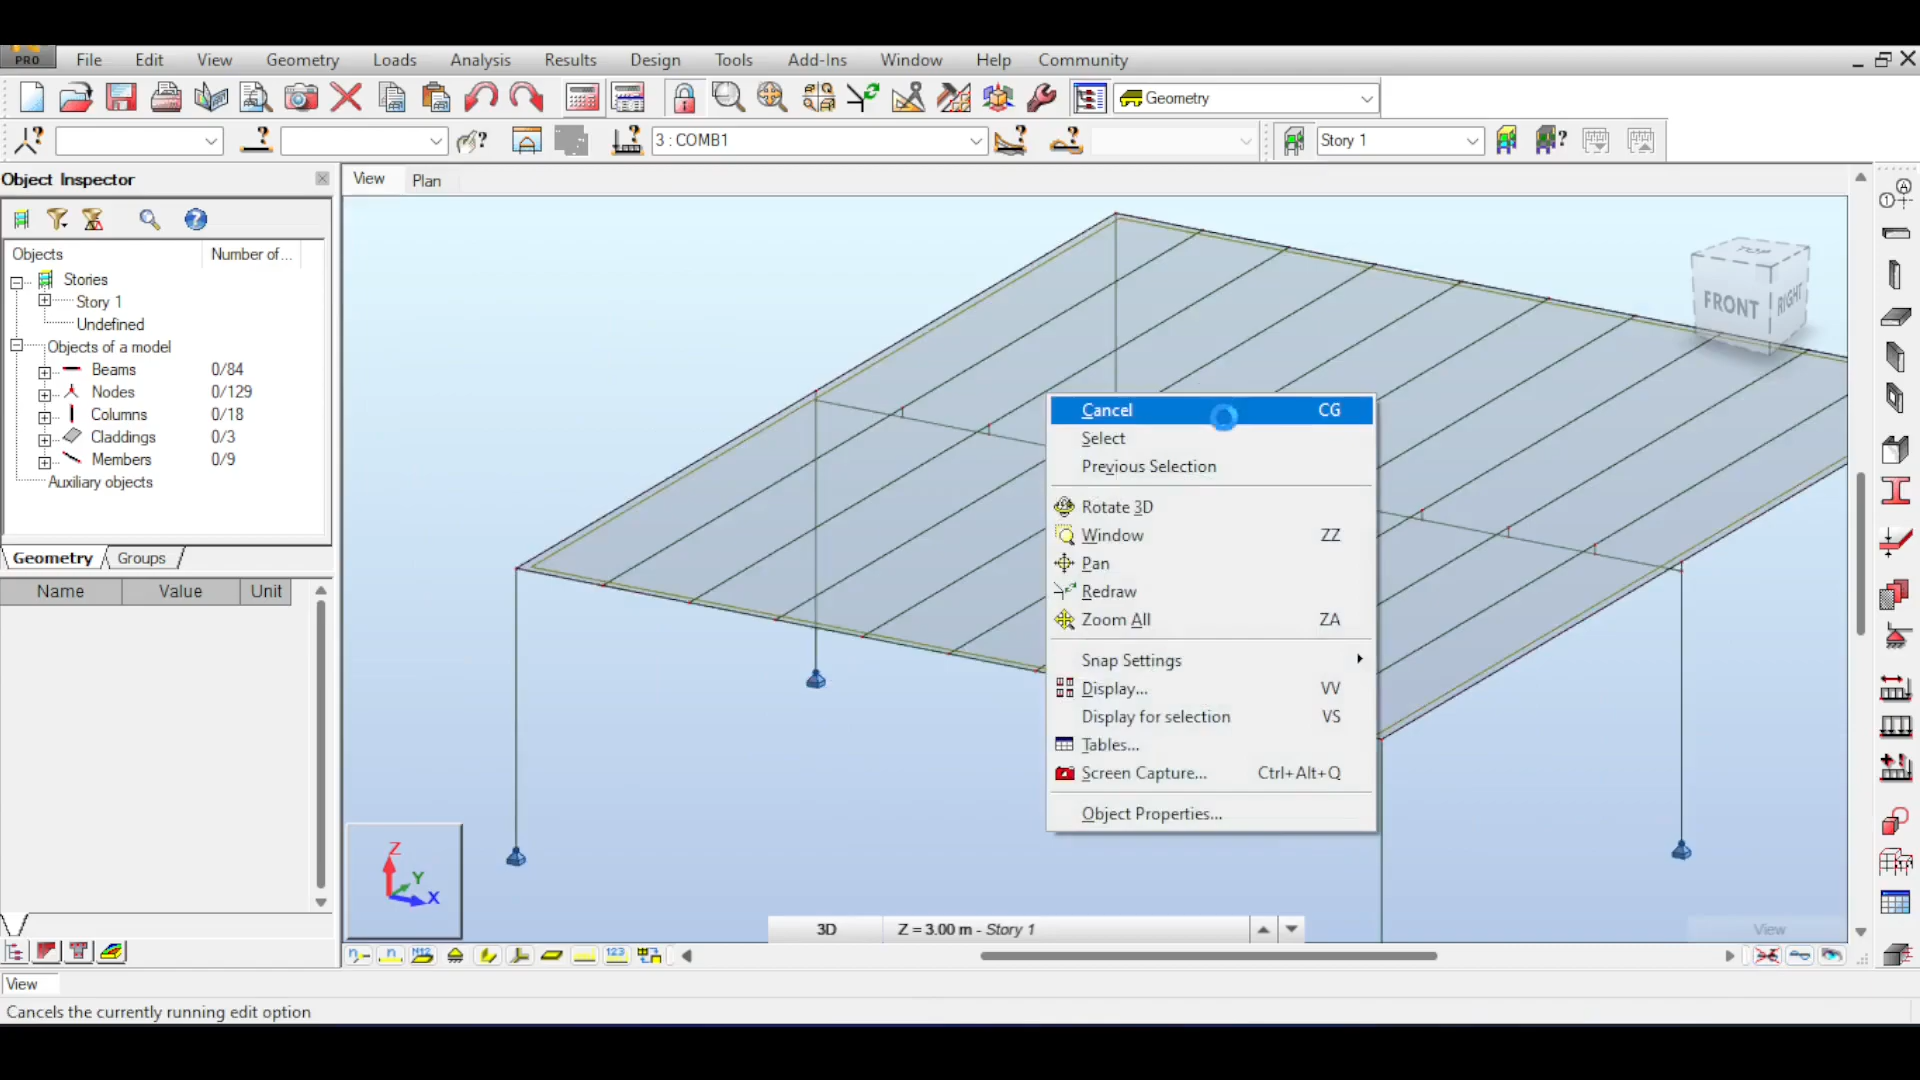 PRO
File Edit View Geometry Loads Analysis Results Design Tools Add-Ins Window Help Community
Geometry
3 : COMB1
Story 1
Object Inspector
View Plan
Objects Number of...
Stories
Story 1
Undefined
Objects of a model
Beams 0/84
Nodes 0/129
Columns 0/18
Claddings 0/3
Members 0/9
Auxiliary objects
Geometry Groups
Name Value Unit
TOP
FRONT RIGHT
Cancel CG
Select
Previous Selection
Rotate 3D
Window ZZ
Pan
Redraw
Zoom All ZA
Snap Settings
Display... VV
Display for selection VS
Tables...
Screen Capture... Ctrl+Alt+Q
Object Properties...
Z
Y
X
3D Z = 3.00 m - Story 1
View
View
Cancels the currently running edit option